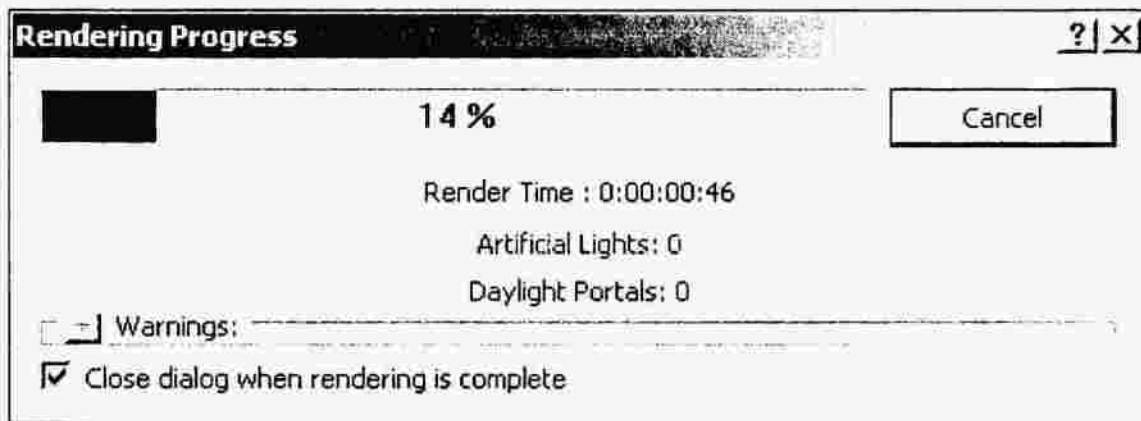 Rendering Progress
14%
Cancel
Render Time : 0:00:00:46
Artificial Lights: 0
Daylight Portals: 0
Warnings:
Close dialog when rendering is complete